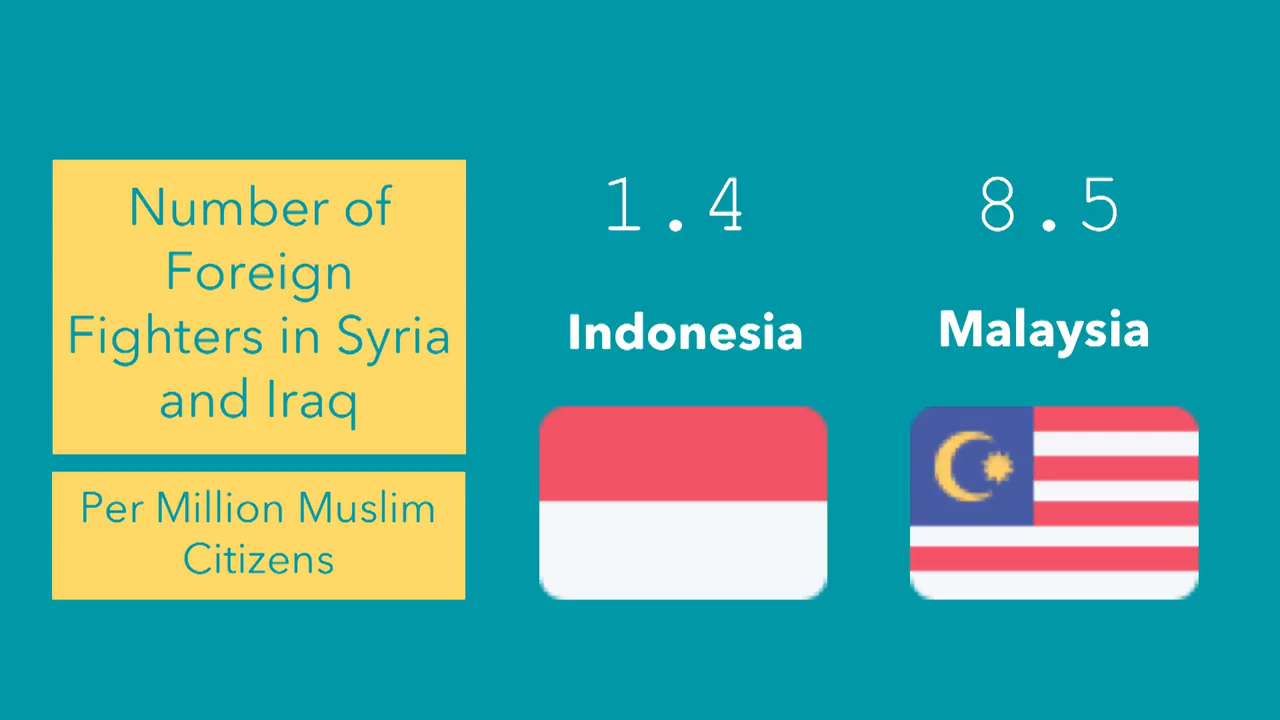 Number of
Foreign
Fighters in Syria
and Iraq
Per Million Muslim
Citizens
1.4
Indonesia
8.5
Malaysia